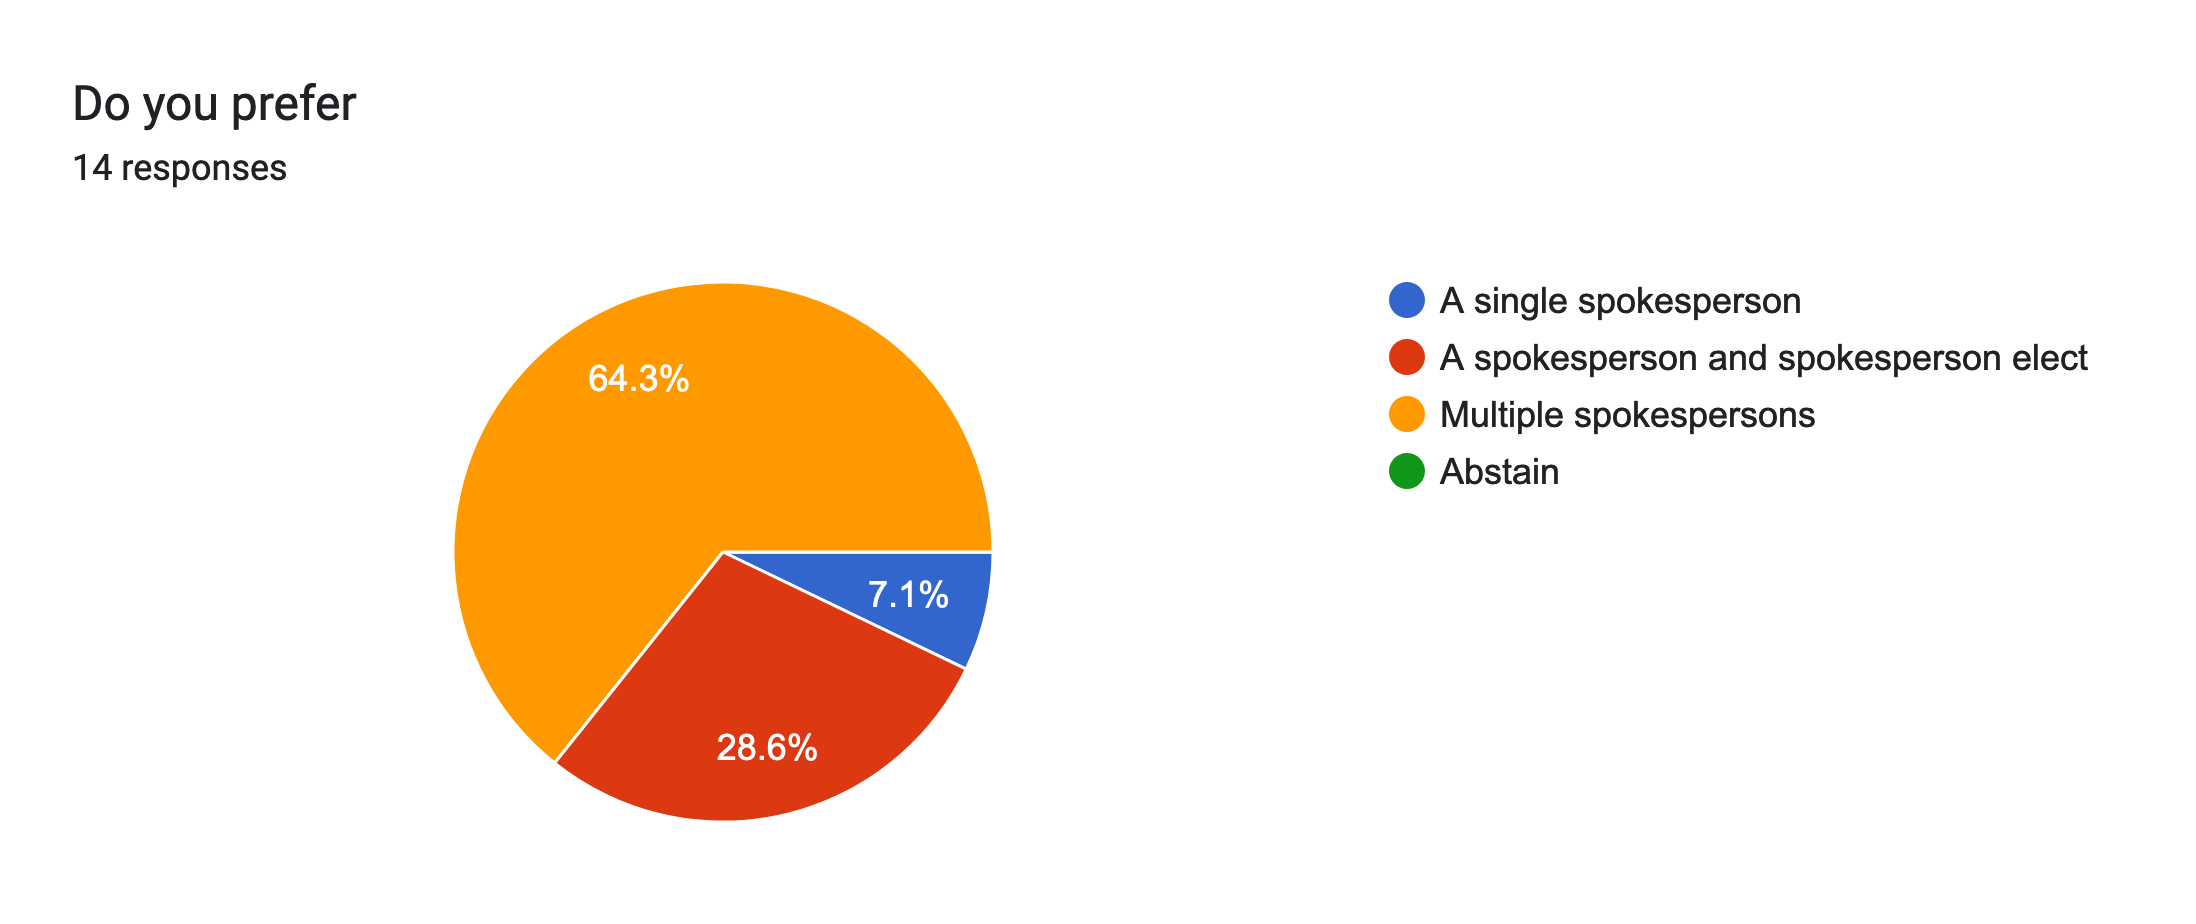 Do you prefer
14 responses
64.3%
7.1%
28.6%
A single spokesperson
A spokesperson and spokesperson elect
Multiple spokespersons
Abstain